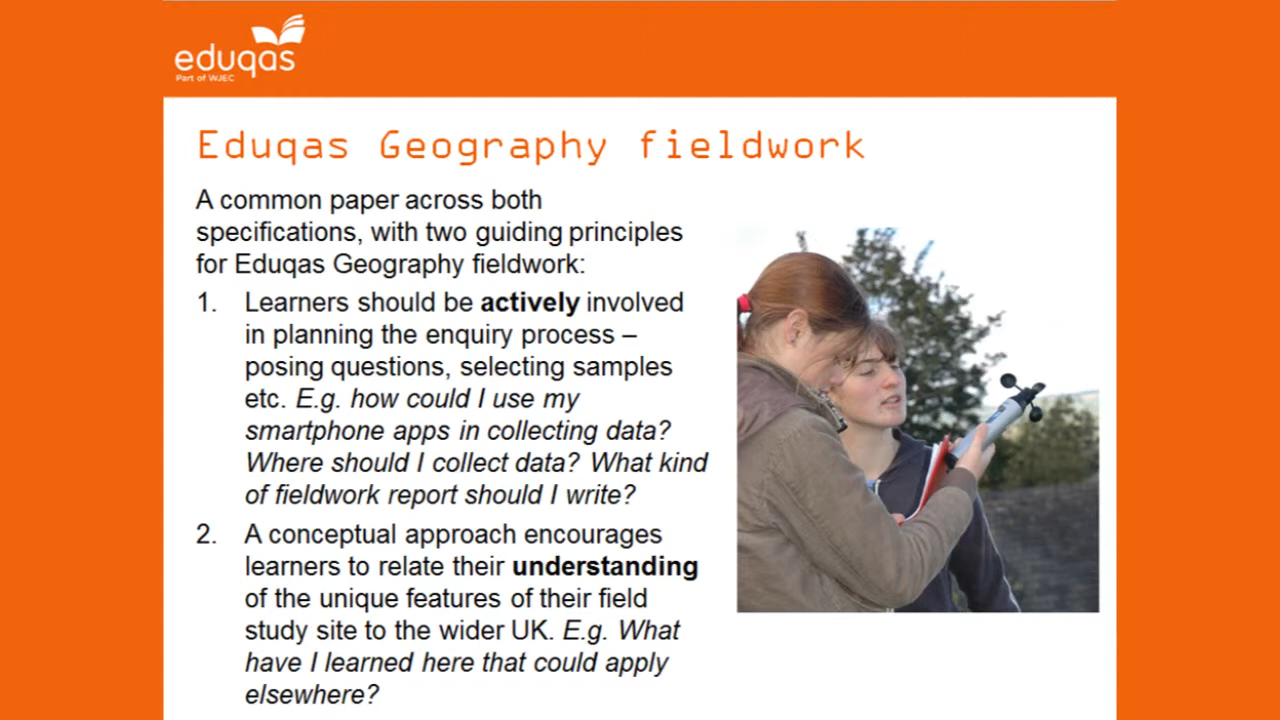 eduqas
Part of WJEC
Eduqas Geography fieldwork
A common paper across both
specifications, with two guiding principles
for Eduqas Geography fieldwork:
1. Learners should be actively involved
in planning the enquiry process –
posing questions, selecting samples
etc. E.g. how could I use my
smartphone apps in collecting data?
Where should I collect data? What kind
of fieldwork report should I write?
2. A conceptual approach encourages
learners to relate their understanding
of the unique features of their field
study site to the wider UK. E.g. What
have I learned here that could apply
elsewhere?